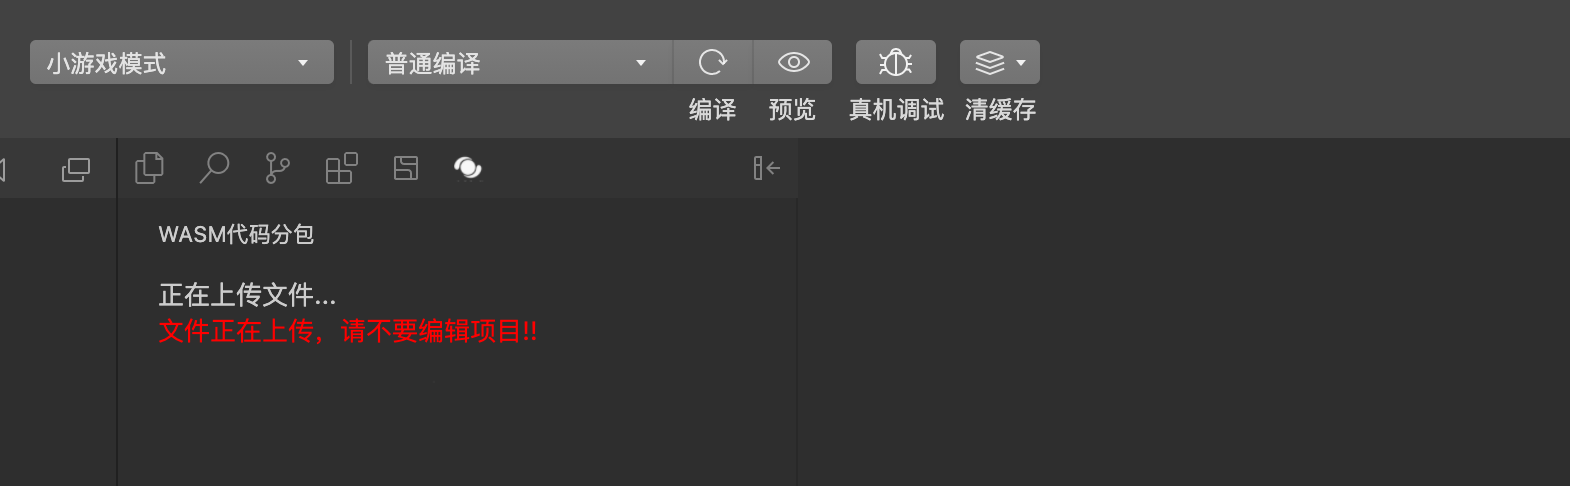 小游戏模式
普通编译
编译
预览
真机调试
清缓存
WASM代码分包
正在上传文件...
文件正在上传，请不要编辑项目!!